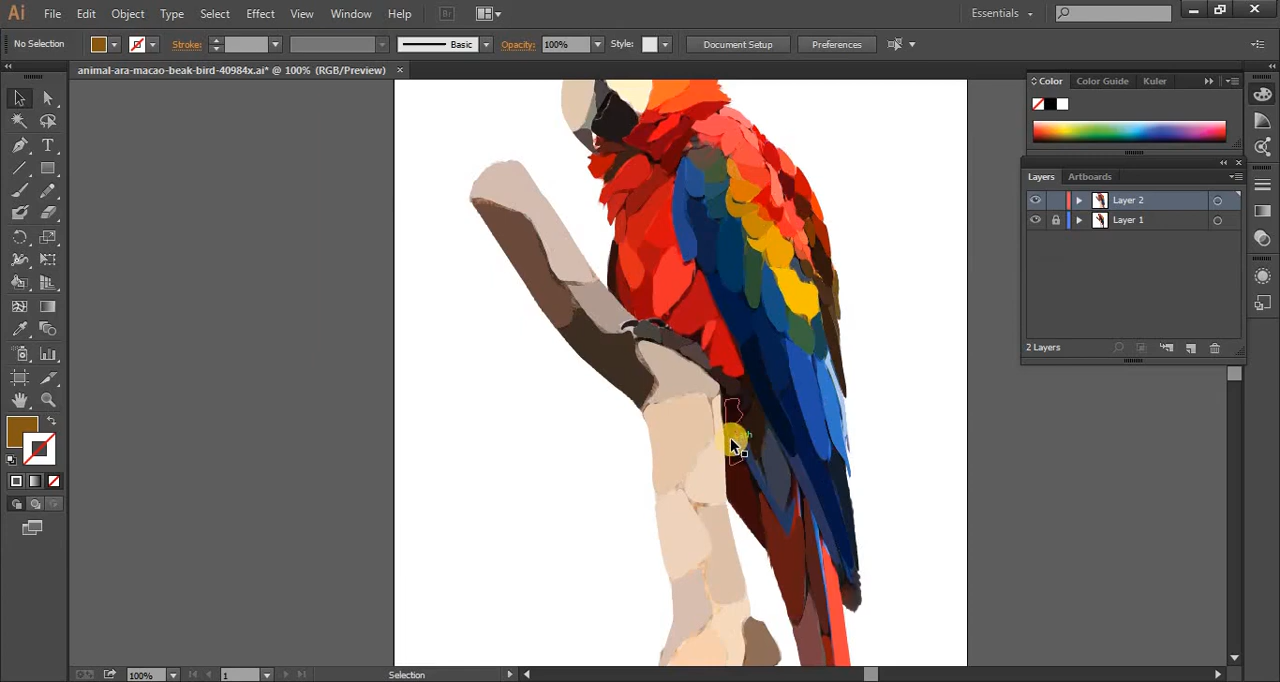 Ai File Edit Object Type Select Effect View Window Help Br Essentials
No Selection Stroke: Basic Opacity: 100% Style: Document Setup Preferences
animal-ara-macao-beak-bird-40984x.ai* @ 100% (RGB/Preview)
Color Color Guide Kuler
Layers Artboards
Layer 2
Layer 1
2 Layers
100% 1 Selection